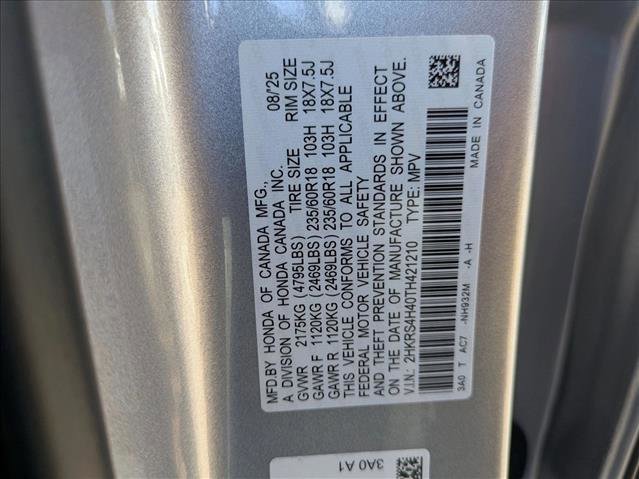 MFD.BY HONDA OF CANADA MFG., 08/'25
A DIVISION OF HONDA CANADA INC.
GVWR 2175KG (4795LBS) TIRE SIZE RIM SIZE
GAWR F 1120KG (2469LBS) 235/60R18 103H 18X7.5J
GAWR R 1120KG (2469LBS) 235/60R18 103H 18X7.5J
THIS VEHICLE CONFORMS TO ALL APPLICABLE
FEDERAL MOTOR VEHICLE SAFETY
AND THEFT PREVENTION STANDARDS IN EFFECT
ON THE DATE OF MANUFACTURE SHOWN ABOVE.
V.I.N.: 2HKRS4H40TH421210 TYPE: MPV
3A0 T AC7 -NH932M -A -H
MADE IN CANADA
3A0 A1